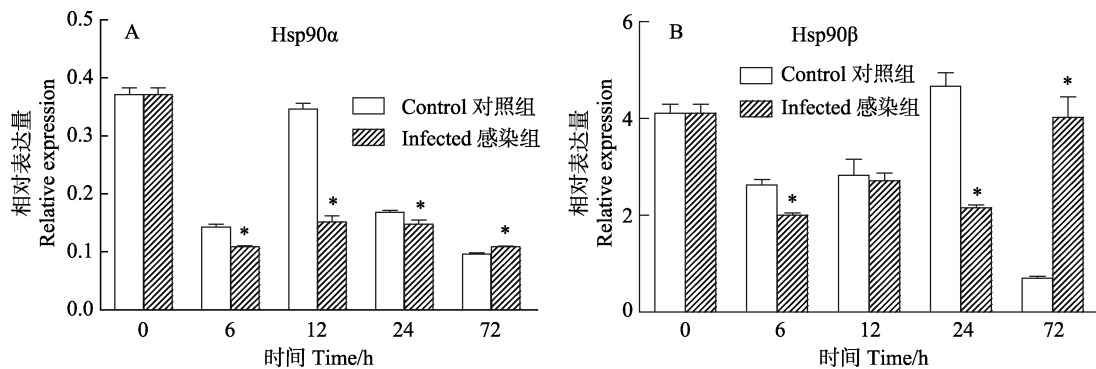 A
Hsp90α
0.5
0.4
0.3
0.2
0.1
0.0
相对表达量
Relative expression
Control 对照组
Infected 感染组
*
*
*
*
0
6
12
24
72
时间 Time/h
B
Hsp90β
6
4
2
0
相对表达量
Relative expression
Control 对照组
Infected 感染组
*
*
*
0
6
12
24
72
时间 Time/h